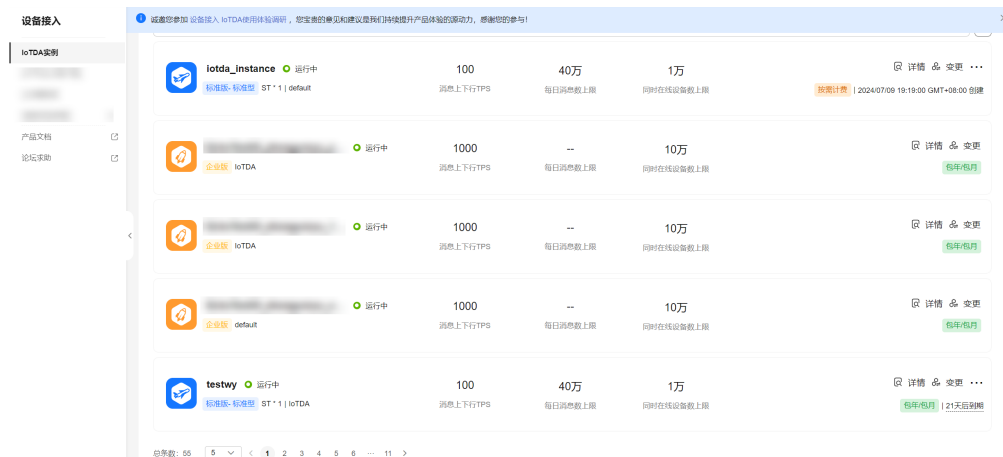 设备接入
诚邀您参加 设备接入 IoTDA使用体验调研 ，您宝贵的意见和建议是我们持续提升产品体验的源动力，感谢您的参与!
IoTDA实例
产品文档
论坛求助
iotda_instance 运行中
标准版-标准型 ST * 1 | default
100
消息上下行TPS
40万
每日消息数上限
1万
同时在线设备数上限
详情 变更 ···
按需计费 | 2024/07/09 19:19:00 GMT+08:00 创建
运行中
企业版 IoTDA
1000
消息上下行TPS
--
每日消息数上限
10万
同时在线设备数上限
详情 变更
包年/包月
运行中
企业版 IoTDA
1000
消息上下行TPS
--
每日消息数上限
10万
同时在线设备数上限
详情 变更
包年/包月
运行中
企业版 default
1000
消息上下行TPS
--
每日消息数上限
10万
同时在线设备数上限
详情 变更
包年/包月
testwy 运行中
标准版-标准型 ST * 1 | IoTDA
100
消息上下行TPS
40万
每日消息数上限
1万
同时在线设备数上限
详情 变更 ···
包年/包月 | 21天后到期
总条数: 55 5 < 1 2 3 4 5 6 ··· 11 >